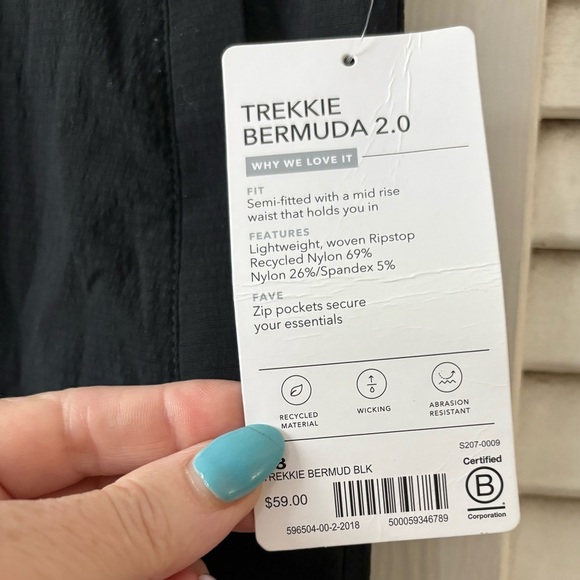 TREKKIE
BERMUDA 2.0
WHY WE LOVE IT
FIT
Semi-fitted with a mid rise
waist that holds you in
FEATURES
Lightweight, woven Ripstop
Recycled Nylon 69%
Nylon 26%/Spandex 5%
FAVE
Zip pockets secure
your essentials
RECYCLED
MATERIAL
WICKING
ABRASION
RESISTANT
S207-0009
TREKKIE BERMUD BLK
$59.00
596504-00-2-2018
500059346789
Certified
B
Corporation